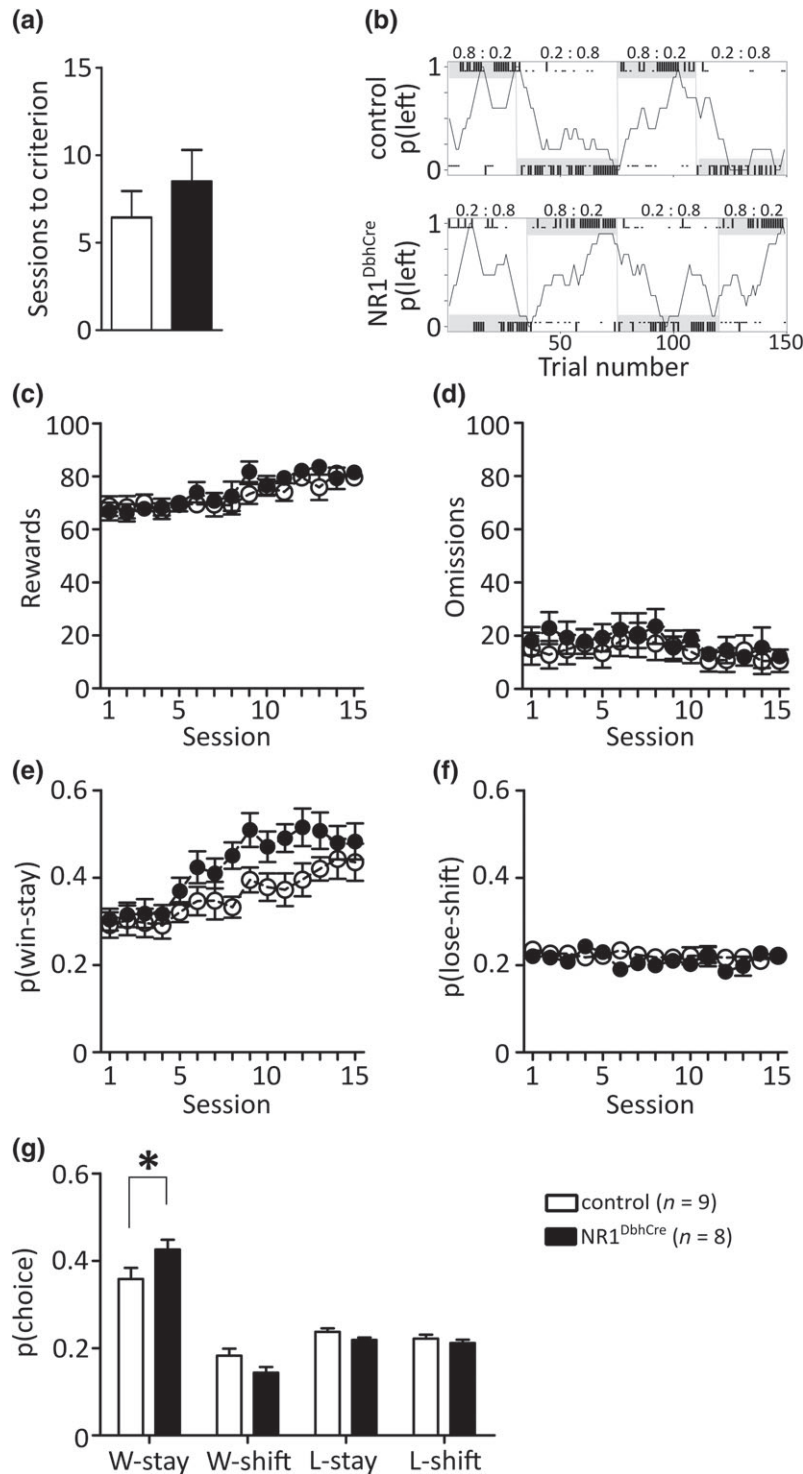 (a)
15
10
5
0
Sessions to criterion
(b)
0.8 : 0.2 0.2 : 0.8 0.8 : 0.2 0.2 : 0.8
1
0
control
p(left)
0.2 : 0.8 0.8 : 0.2 0.2 : 0.8 0.8 : 0.2
1
0
NR1DbhCre
p(left)
50 100 150
Trial number
(c)
100
80
60
40
20
0
Rewards
1 5 10 15
Session
(d)
100
80
60
40
20
0
Omissions
1 5 10 15
Session
(e)
0.6
0.4
0.2
0
p(win-stay)
1 5 10 15
Session
(f)
0.6
0.4
0.2
0
p(lose-shift)
1 5 10 15
Session
(g)
0.6
0.4
0.2
0
p(choice)
*
W-stay W-shift L-stay L-shift
control (n = 9)
NR1DbhCre (n = 8)